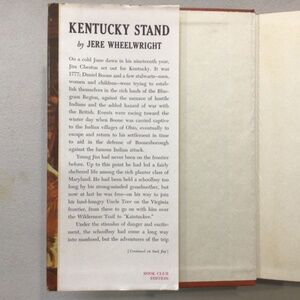 KENTUCKY STAND
by JERE WHEELWRIGHT
On a cold June dawn in his nineteenth year,
Jim Cheston set out for Kentucky. It was
1777; Daniel Boone and a few stalwarts—men,
women and children—were trying to estab-
lish themselves in the rich lands of the Blue-
grass Region, against the menace of hostile
Indians and the added hazard of war with
the British. Events were racing toward the
winter day when Boone was carried captive
to the Indian villages of Ohio, eventually to
escape and return to his settlement in time
to aid in the defense of Boonesborough
against the famous Indian attack.
Young Jim had never been on the frontier
before. Up to this point he had led a fairly
sheltered life among the rich planter class of
Maryland. He had been held a schoolboy too
long by his strong-minded grandmother, but
now at last he was free—on his way to join
his land-hungry Uncle Trev on the Virginia
frontier, from there to go on with him over
the Wilderness Trail to "Kaintuckee."
Under the stimulus of danger and excite-
ment, the schoolboy had come a long way
into manhood, but the adventures of the trip
[Continued on back flap]
BOOK CLUB
EDITION